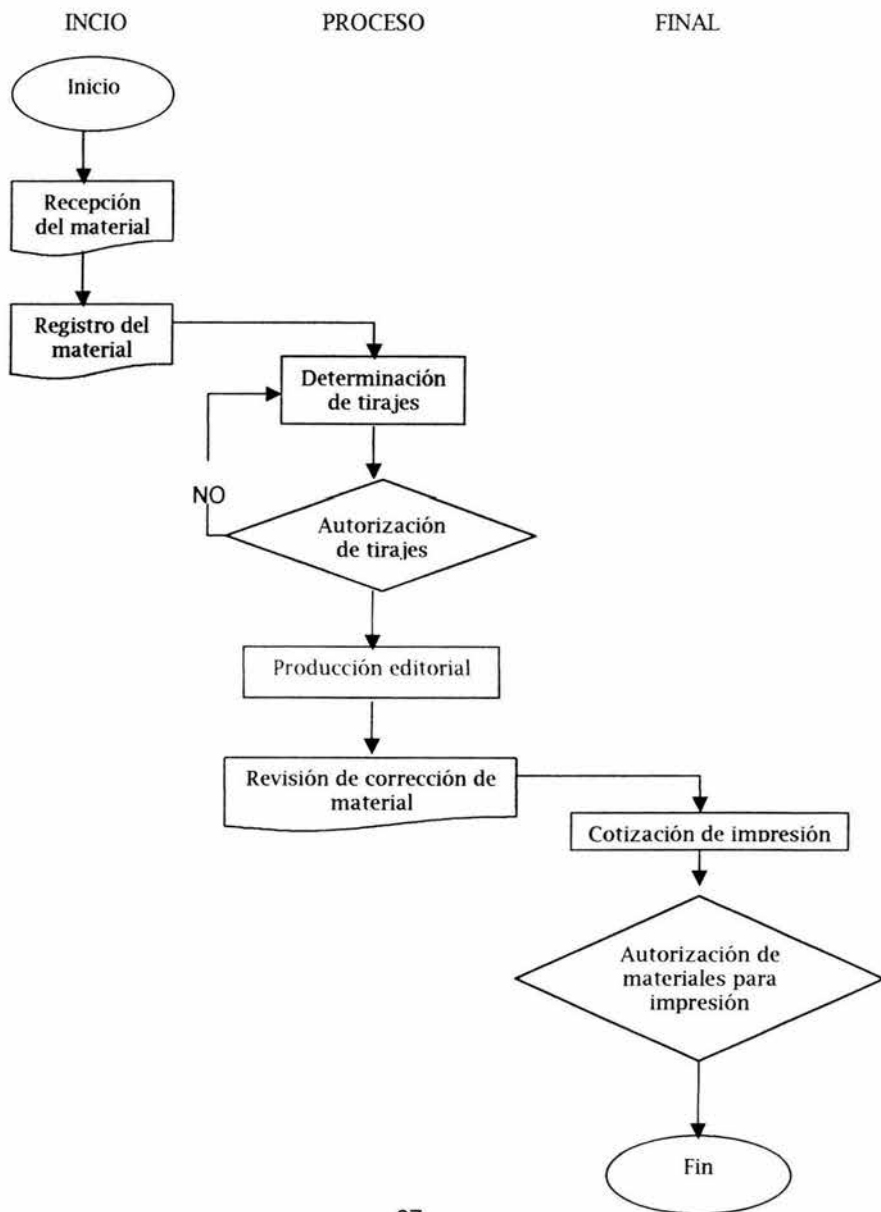 INCIO
PROCESO
FINAL
Inicio
Recepción
del material
Registro del
material
Determinación
de tirajes
NO
Autorización
de tirajes
Producción editorial
Revisión de corrección de
material
Cotización de impresión
Autorización de
materiales para
impresión
Fin